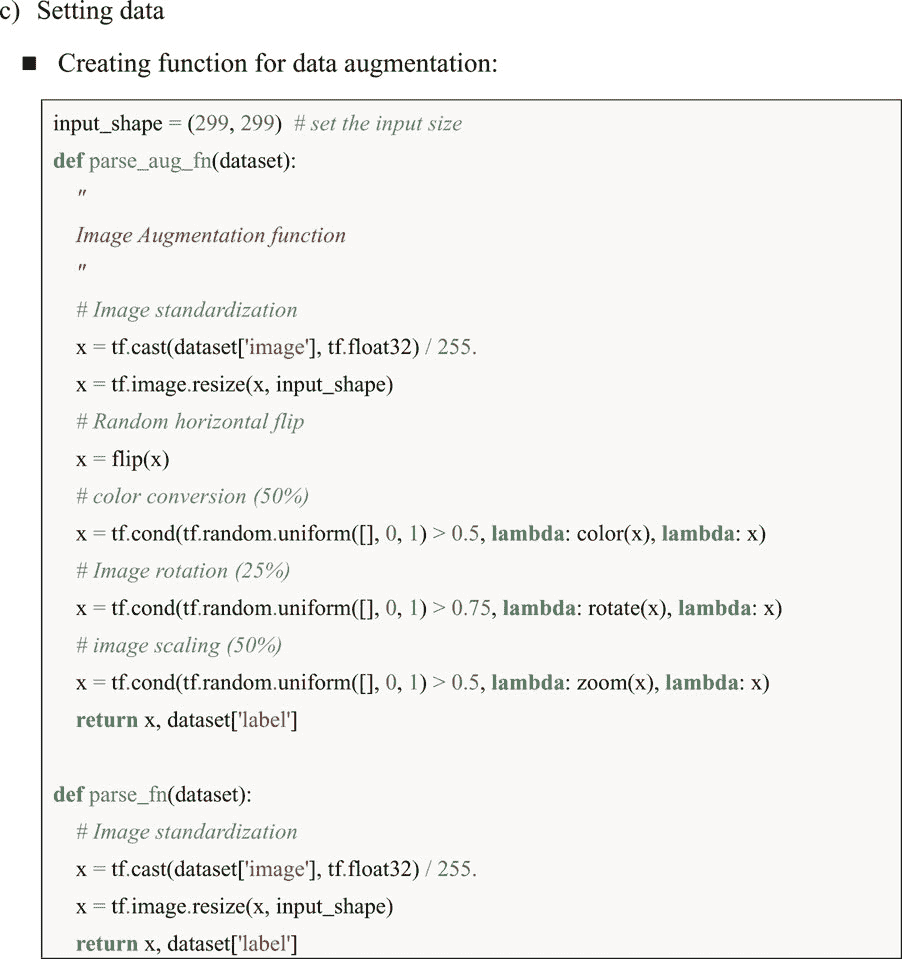 c) Setting data
■ Creating function for data augmentation:
input_shape = (299, 299) # set the input size
def parse_aug_fn(dataset):
"
Image Augmentation function
"
# Image standardization
x = tf.cast(dataset['image'], tf.float32) / 255.
x = tf.image.resize(x, input_shape)
# Random horizontal flip
x = flip(x)
# color conversion (50%)
x = tf.cond(tf.random.uniform([], 0, 1) > 0.5, lambda: color(x), lambda: x)
# Image rotation (25%)
x = tf.cond(tf.random.uniform([], 0, 1) > 0.75, lambda: rotate(x), lambda: x)
# image scaling (50%)
x = tf.cond(tf.random.uniform([], 0, 1) > 0.5, lambda: zoom(x), lambda: x)
return x, dataset['label']
def parse_fn(dataset):
# Image standardization
x = tf.cast(dataset['image'], tf.float32) / 255.
x = tf.image.resize(x, input_shape)
return x, dataset['label']